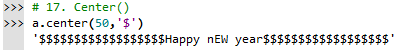 >>> # 17. Center()
>>> a.center(50,'$')
'$$$$$$$$$$$$$$$$$$Happy nEW year$$$$$$$$$$$$$$$$$$'